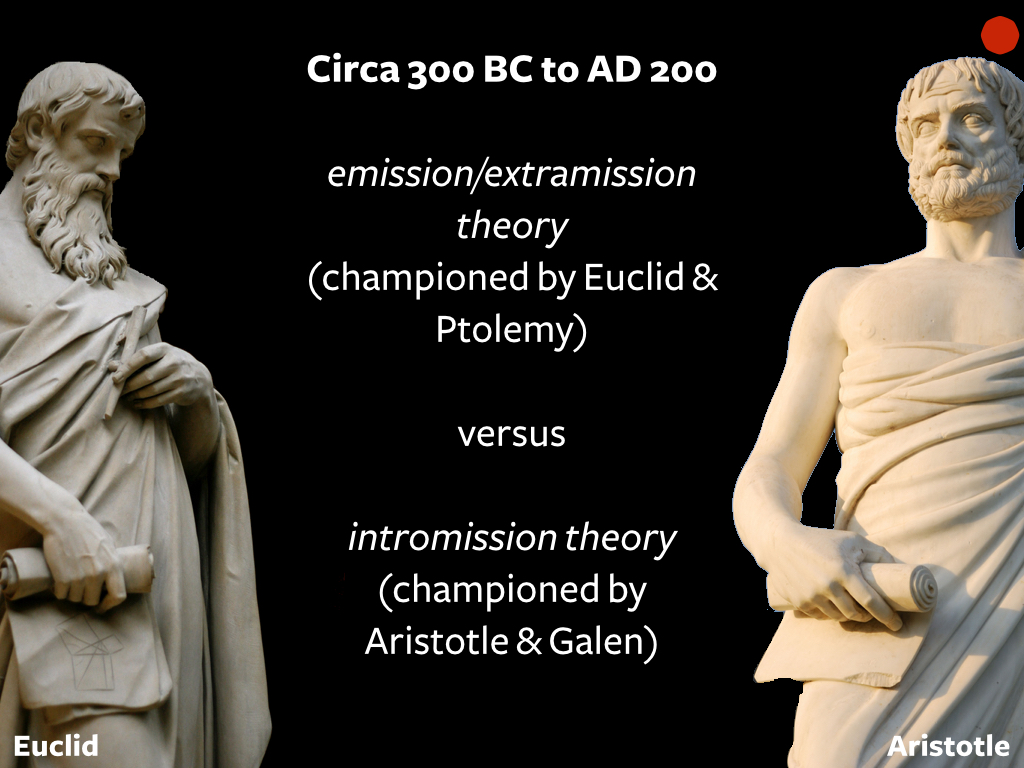 Circa 300 BC to AD 200
emission/extramission
theory
(championed by Euclid &
Ptolemy)
versus
intromission theory
(championed by
Aristotle & Galen)
Euclid
Aristotle